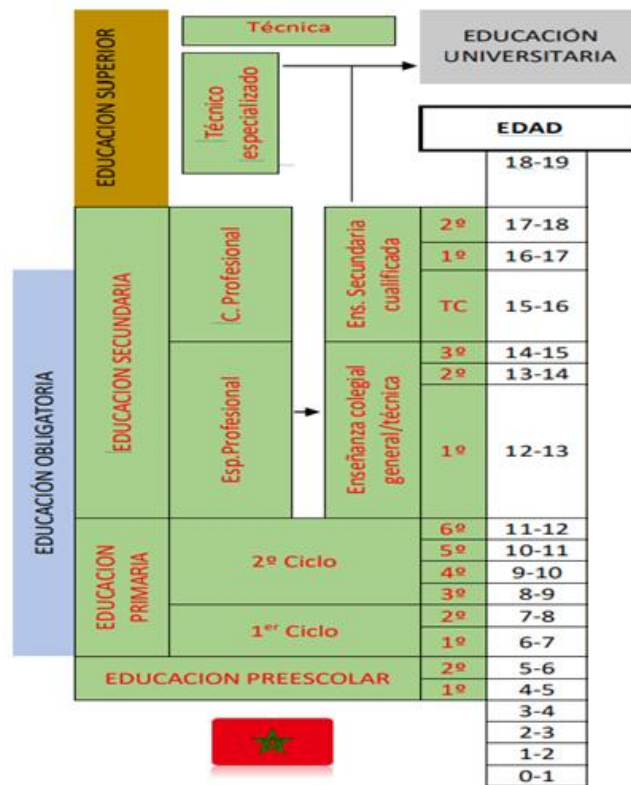 Técnica
EDUCACIÓN
UNIVERSITARIA
EDUCACION SUPERIOR
Técnico
especializado
EDAD
18-19
EDUCACIÓN OBLIGATORIA
EDUCACION SECUNDARIA
C. Profesional
Ens. Secundaria
cualificada
2º 17-18
1º 16-17
TC 15-16
Esp.Profesional
Enseñanza colegial
general/técnica
3º 14-15
2º 13-14
1º 12-13
EDUCACION
PRIMARIA
2º Ciclo
6º 11-12
5º 10-11
4º 9-10
3º 8-9
1er Ciclo
2º 7-8
1º 6-7
EDUCACION PREESCOLAR
2º 5-6
1º 4-5
3-4
2-3
1-2
0-1